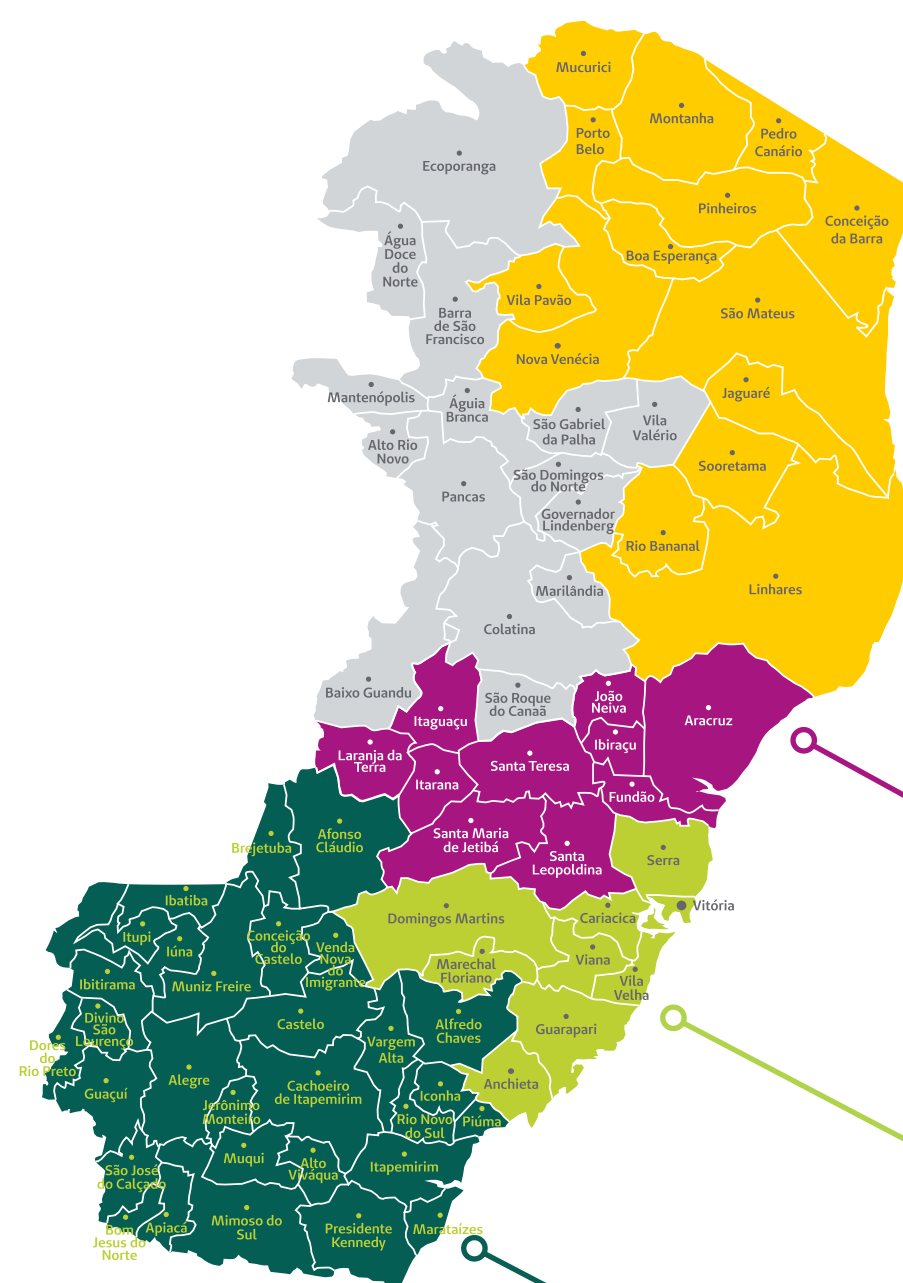 Mucurici
Montanha
Porto
Belo
Pedro
Canário
Ecoporanga
Pinheiros
Conceição
da Barra
Água
Doce
do
Norte
Boa Esperança
Vila Pavão
Barra
de São
Francisco
São Mateus
Nova Venécia
Mantenópolis
Águia
Branca
Jaguaré
São Gabriel
da Palha
Vila
Valério
Alto Rio
Novo
Sooretama
São Domingos
do Norte
Pancas
Governador
Lindenberg
Rio Bananal
Marilândia
Linhares
Colatina
Baixo Guandu
São Roque
do Canaã
João
Neiva
Itaguaçu
Aracruz
Ibiraçu
Laranja da
Terra
Santa Teresa
Itarana
Fundão
Afonso
Cláudio
Brejetuba
Santa Maria
de Jetibá
Santa
Leopoldina
Serra
Ibatiba
Domingos Martins
Cariacica
Vitória
Itupi
Iúna
Conceição
do
Castelo
Venda
Nova
do
Imigrante
Marechal
Floriano
Viana
Vila
Velha
Ibitirama
Muniz Freire
Divino
São
Lourenço
Castelo
Vargem
Alta
Alfredo
Chaves
Guarapari
Dores
do
Rio Preto
Guaçuí
Alegre
Cachoeiro
de Itapemirim
Iconha
Anchieta
Jerônimo
Monteiro
Rio Novo
do Sul
Piúma
Muqui
Alto
Viváqua
Itapemirim
São José
do Calçado
Bom
Jesus do
Norte
Apiacá
Mimoso do
Sul
Presidente
Kennedy
Marataízes